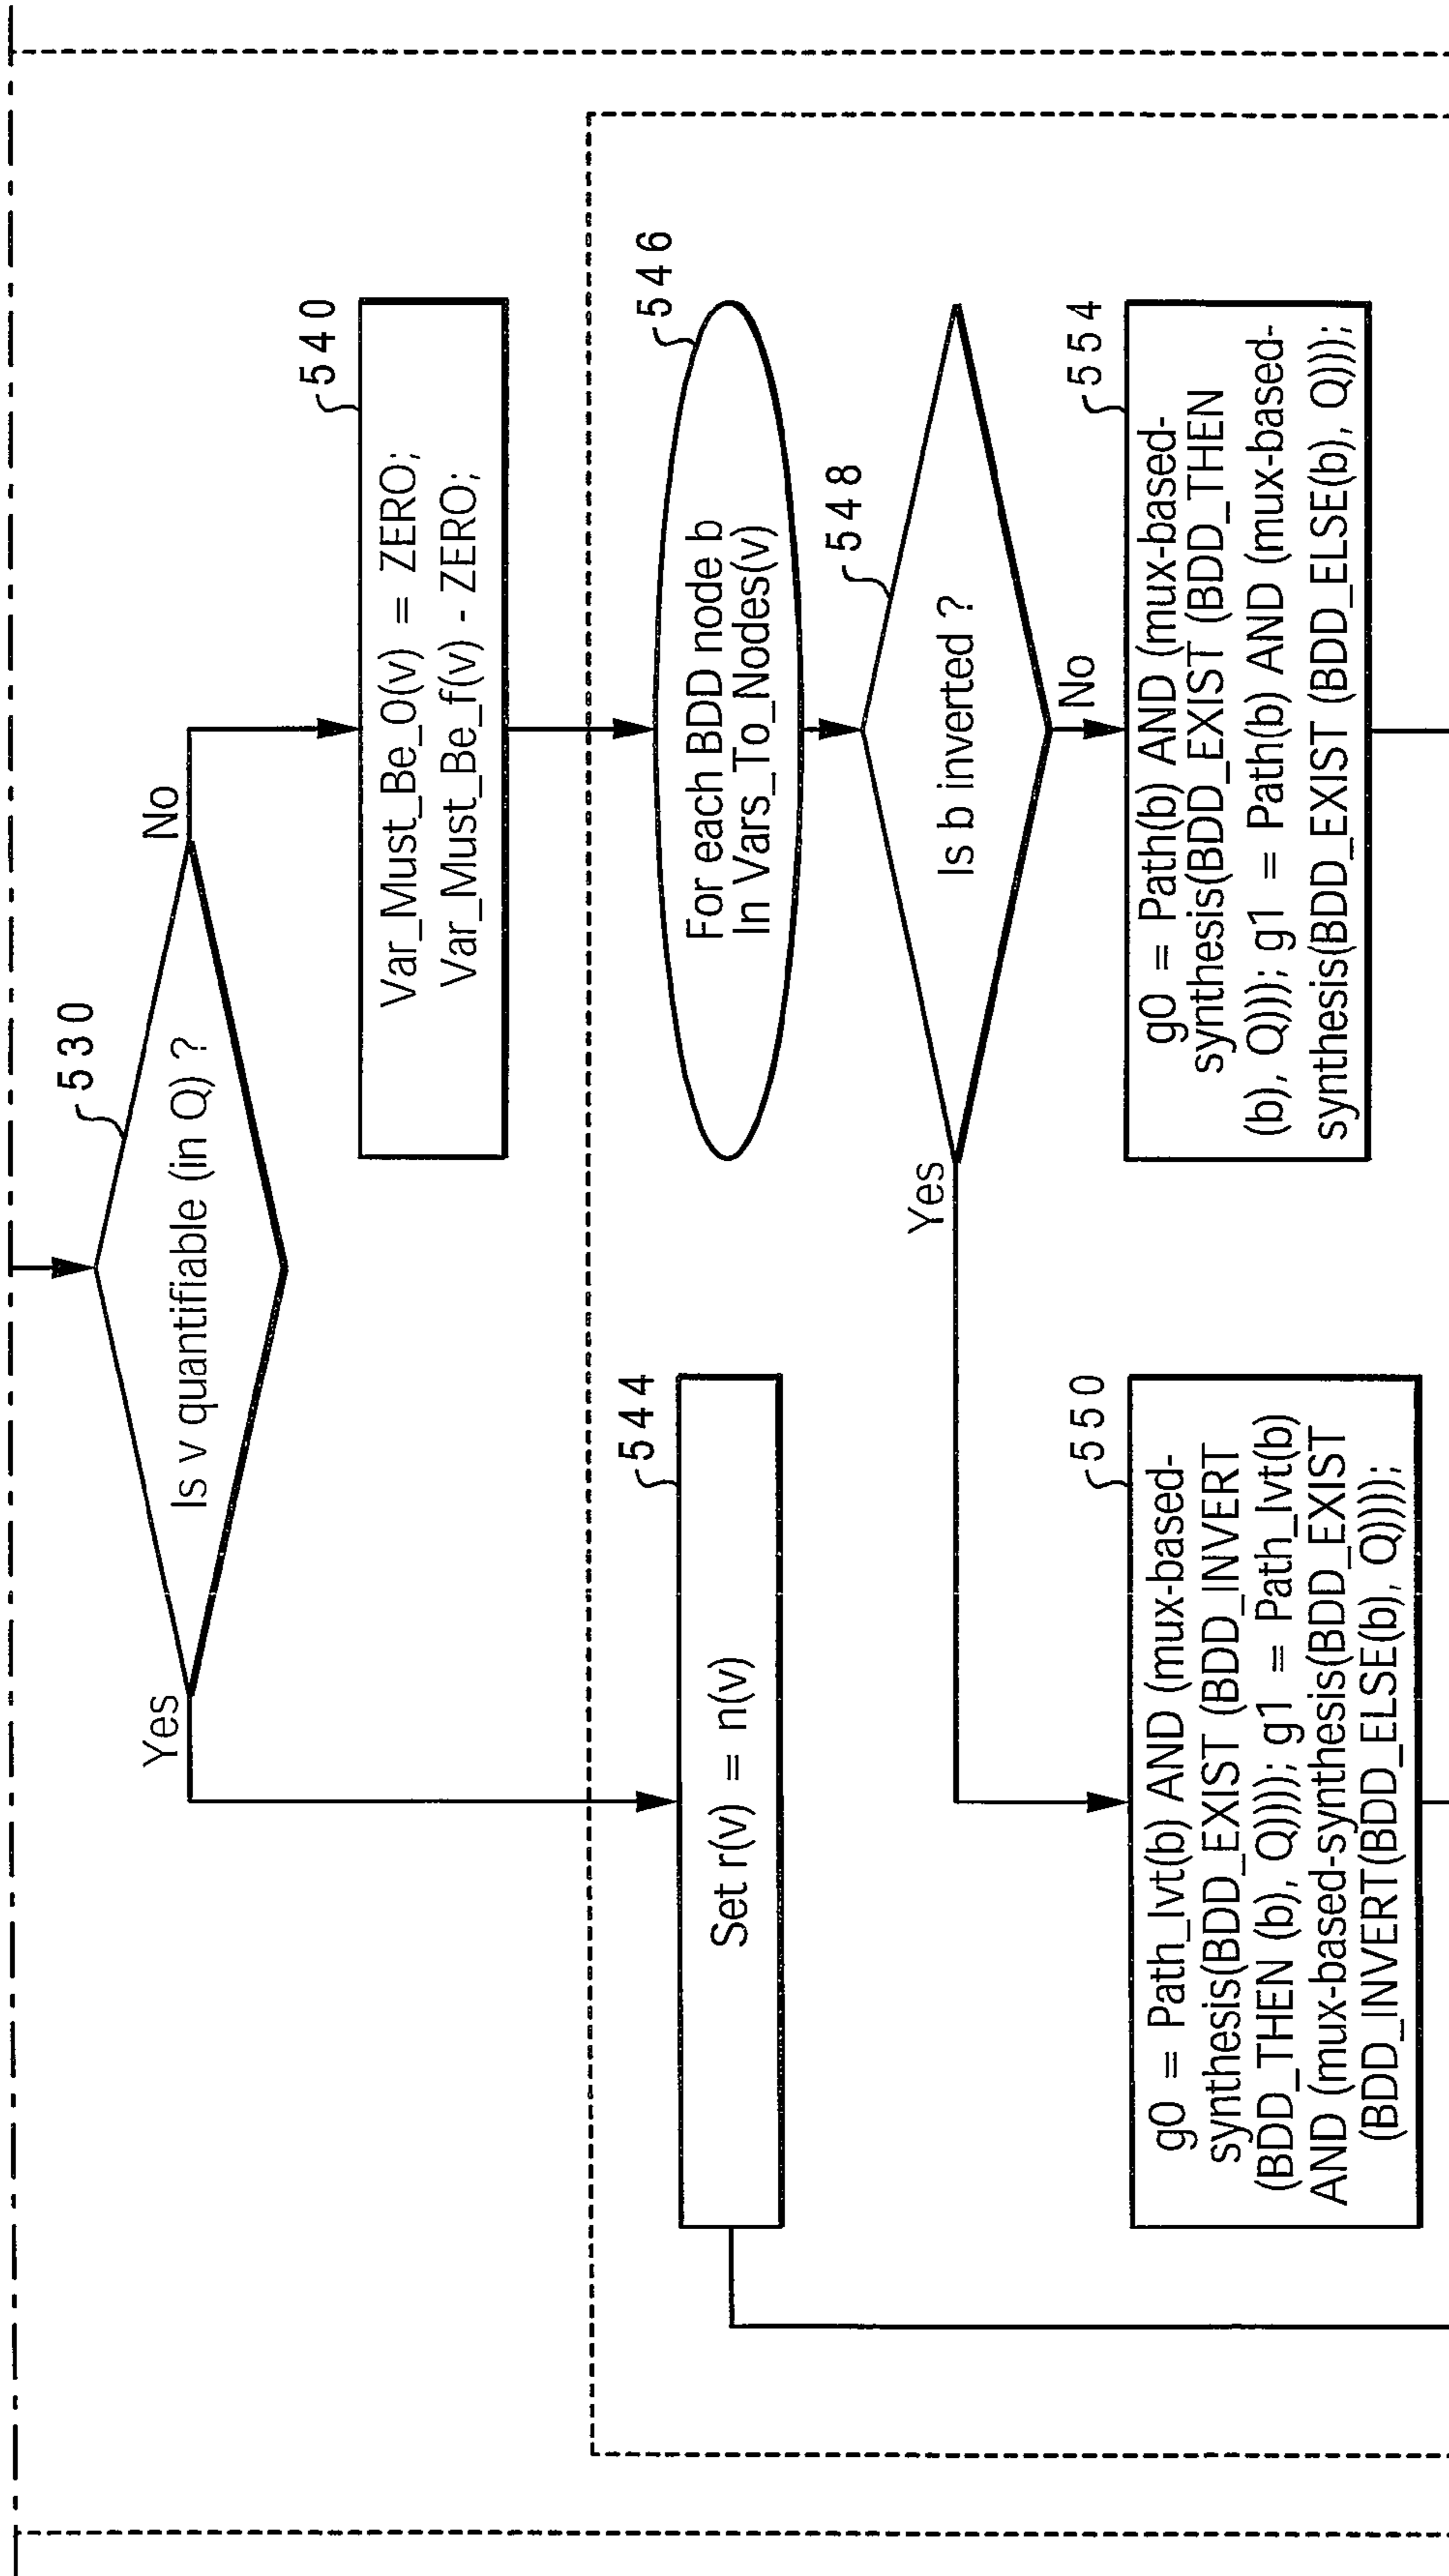 530
Is v quantifiable (in Q) ?
Yes
No
540
Var_Must_Be_0(v) = ZERO;
Var_Must_Be_f(v) - ZERO;
544
Set r(v) = n(v)
546
For each BDD node b
In Vars_To_Nodes(v)
548
Is b inverted ?
Yes
No
550
g0 = Path_Ivt(b) AND (mux-based-
synthesis(BDD_EXIST (BDD_INVERT
(BDD_THEN (b), Q)))); g1 = Path_Ivt(b)
AND (mux-based-synthesis(BDD_EXIST
(BDD_INVERT(BDD_ELSE(b), Q)))));
554
g0 = Path(b) AND (mux-based-
synthesis(BDD_EXIST (BDD_THEN
(b), Q))); g1 = Path(b) AND (mux-based-
synthesis(BDD_EXIST (BDD_ELSE(b), Q))));